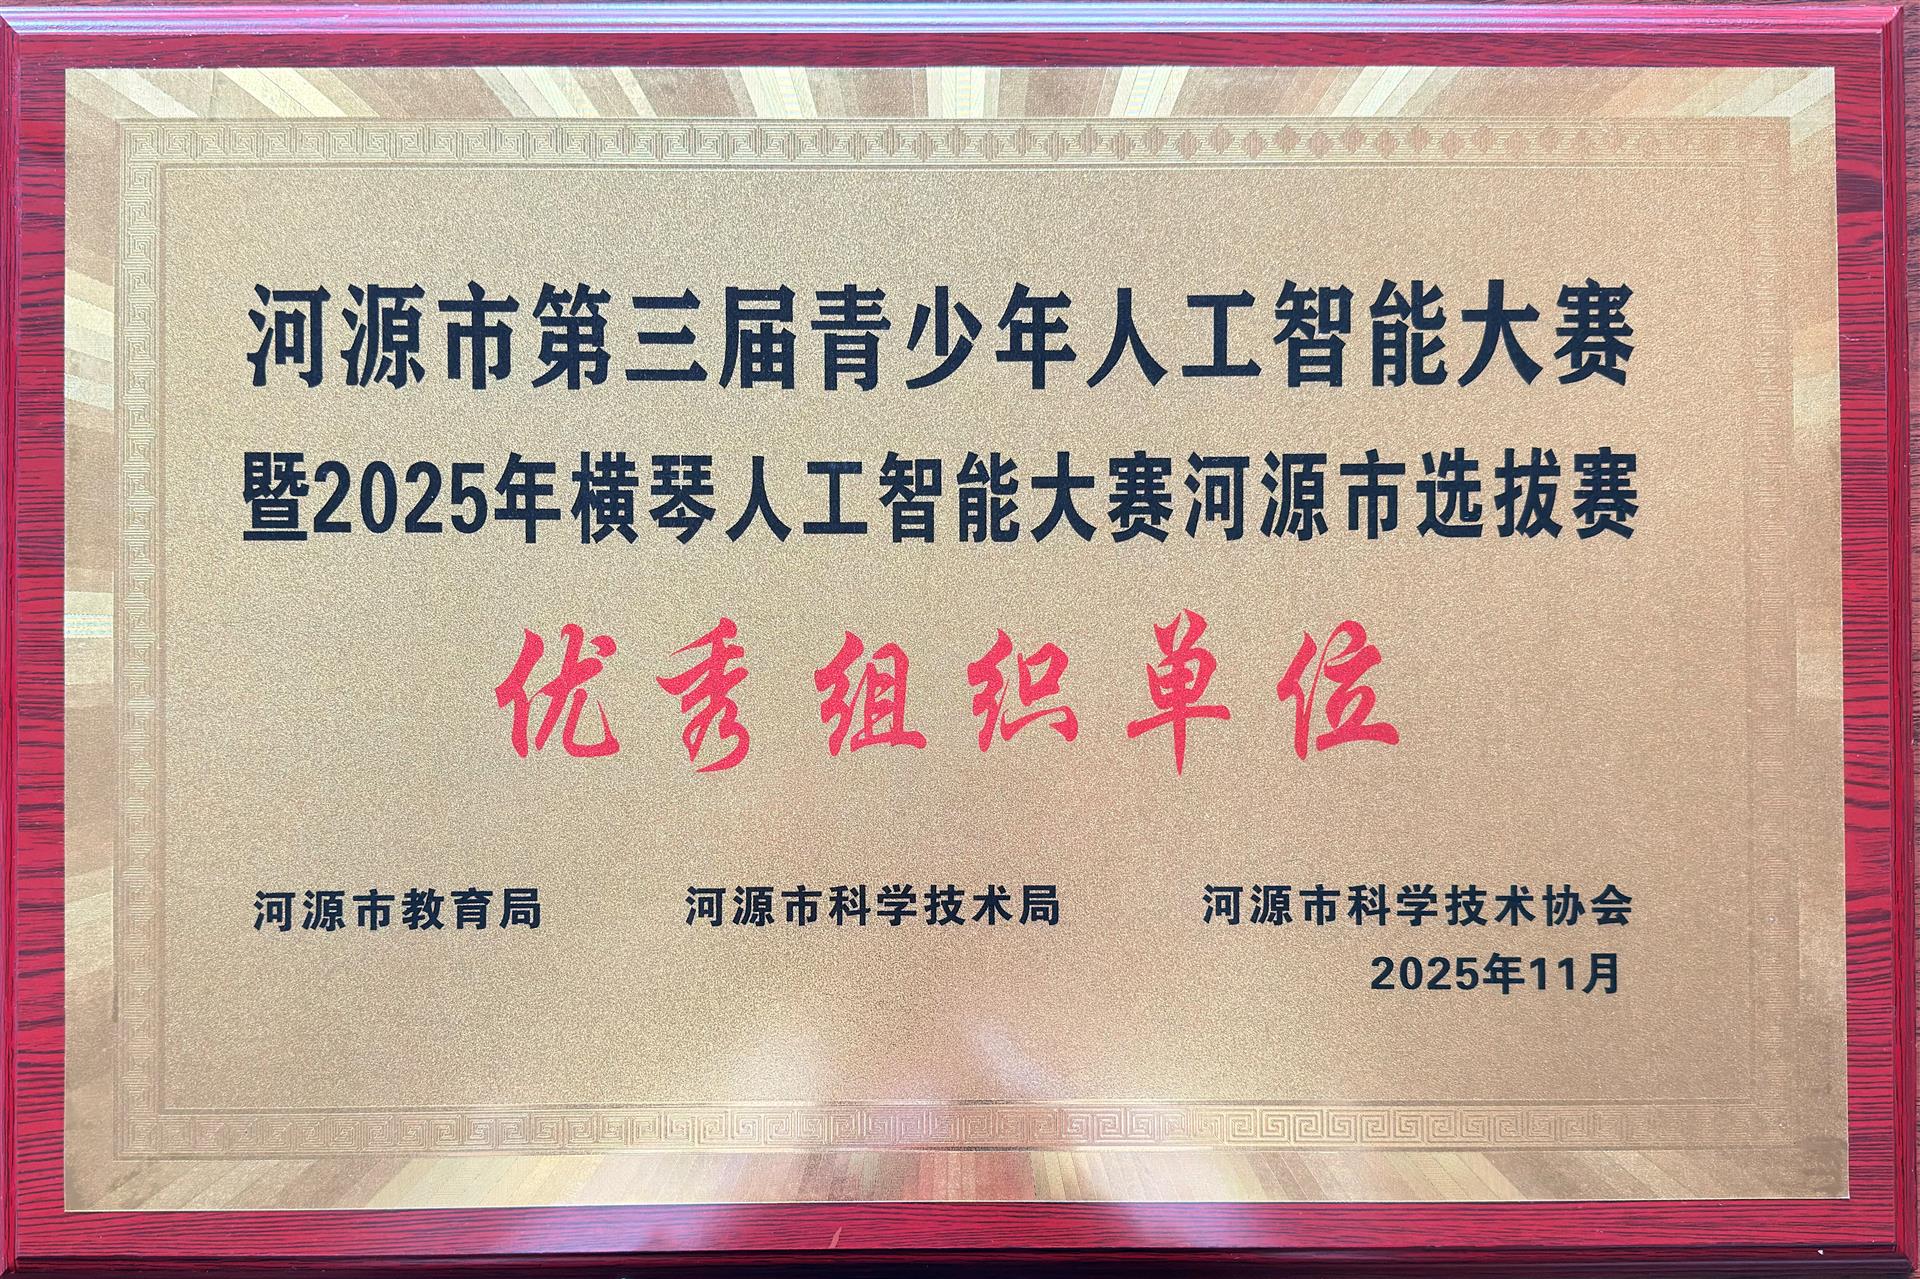 河源市第三届青少年人工智能大赛
暨2025年横琴人工智能大赛河源市选拔赛
优秀组织单位
河源市教育局 河源市科学技术局 河源市科学技术协会
2025年11月